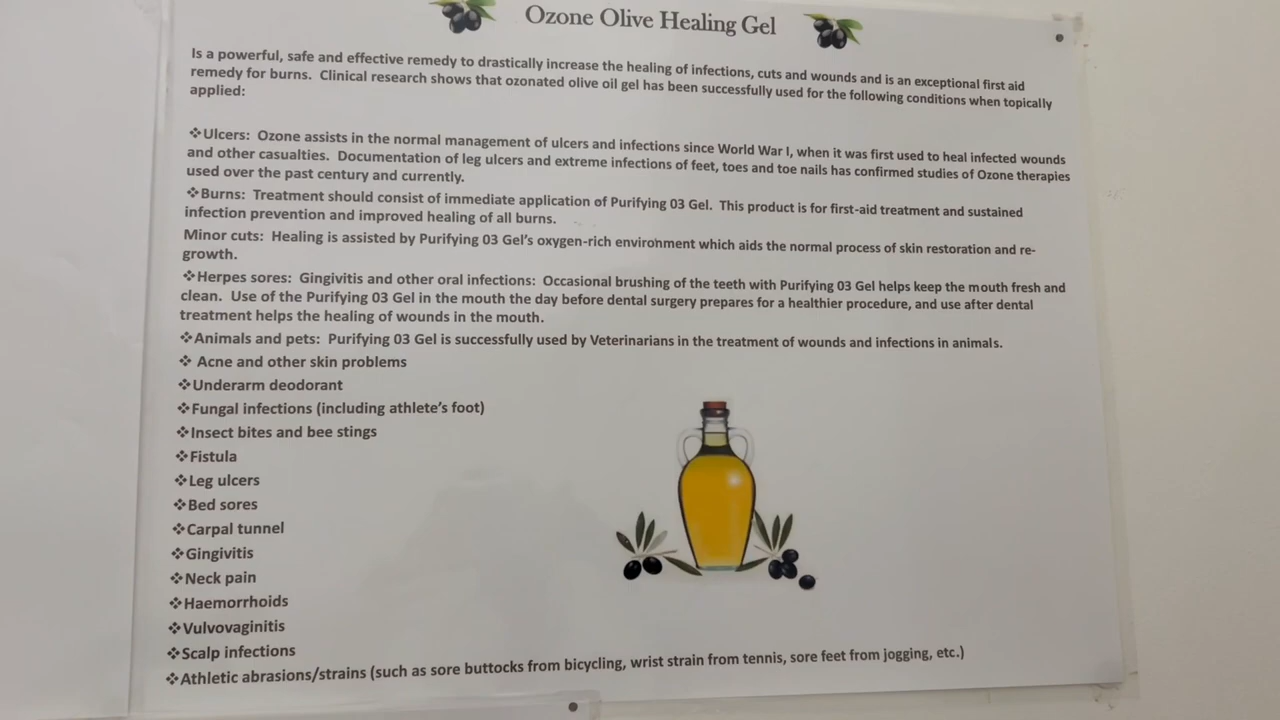 Ozone Olive Healing Gel
Is a powerful, safe and effective remedy to drastically increase the healing of infections, cuts and wounds and is an exceptional first aid
remedy for burns.  Clinical research shows that ozonated olive oil gel has been successfully used for the following conditions when topically
applied:
❖Ulcers:  Ozone assists in the normal management of ulcers and infections since World War I, when it was first used to heal infected wounds
and other casualties.  Documentation of leg ulcers and extreme infections of feet, toes and toe nails has confirmed studies of Ozone therapies
used over the past century and currently.
❖Burns:  Treatment should consist of immediate application of Purifying 03 Gel.  This product is for first-aid treatment and sustained
infection prevention and improved healing of all burns.
Minor cuts:  Healing is assisted by Purifying 03 Gel's oxygen-rich environment which aids the normal process of skin restoration and re-
growth.
❖Herpes sores:  Gingivitis and other oral infections:  Occasional brushing of the teeth with Purifying 03 Gel helps keep the mouth fresh and
clean.  Use of the Purifying 03 Gel in the mouth the day before dental surgery prepares for a healthier procedure, and use after dental
treatment helps the healing of wounds in the mouth.
❖Animals and pets:  Purifying 03 Gel is successfully used by Veterinarians in the treatment of wounds and infections in animals.
❖ Acne and other skin problems
❖Underarm deodorant
❖Fungal infections (including athlete's foot)
❖Insect bites and bee stings
❖Fistula
❖Leg ulcers
❖Bed sores
❖Carpal tunnel
❖Gingivitis
❖Neck pain
❖Haemorrhoids
❖Vulvovaginitis
❖Scalp infections
❖Athletic abrasions/strains (such as sore buttocks from bicycling, wrist strain from tennis, sore feet from jogging, etc.)